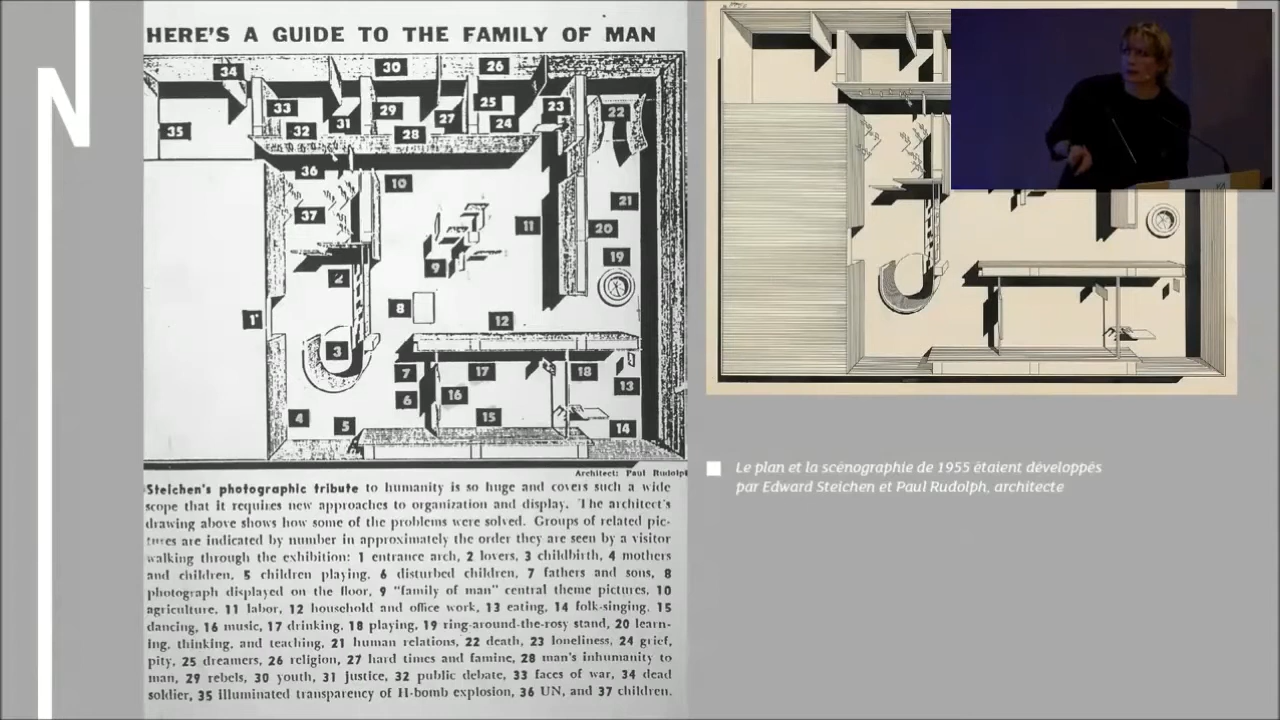 N
HERE'S A GUIDE TO THE FAMILY OF MAN
34
30
26
33
29
25
23
22
35
32
31
28
27
24
36
10
37
21
11
20
9
19
2
8
1
12
3
7
17
18
13
6
16
4
5
15
14
Architect: Paul Rudolph
Steichen's photographic tribute to humanity is so huge and covers such a wide
scope that it requires new approaches to organization and display. The architect's
drawing above shows how some of the problems were solved. Groups of related pic-
tures are indicated by number in approximately the order they are seen by a visitor
walking through the exhibition: 1 entrance arch, 2 lovers, 3 childbirth, 4 mothers
and children, 5 children playing, 6 disturbed children, 7 fathers and sons, 8
photograph displayed on the floor, 9 "family of man" central theme pictures, 10
agriculture, 11 labor, 12 household and office work, 13 eating, 14 folk-singing, 15
dancing, 16 music, 17 drinking, 18 playing, 19 ring-around-the-rosy stand, 20 learn-
ing, thinking, and teaching, 21 human relations, 22 death, 23 loneliness, 24 grief,
pity, 25 dreamers, 26 religion, 27 hard times and famine, 28 man's inhumanity to
man, 29 rebels, 30 youth, 31 justice, 32 public debate, 33 faces of war, 34 dead
soldier, 35 illuminated transparency of H-bomb explosion, 36 UN, and 37 children.
Le plan et la scénographie de 1955 étaient développés
par Edward Steichen et Paul Rudolph, architecte